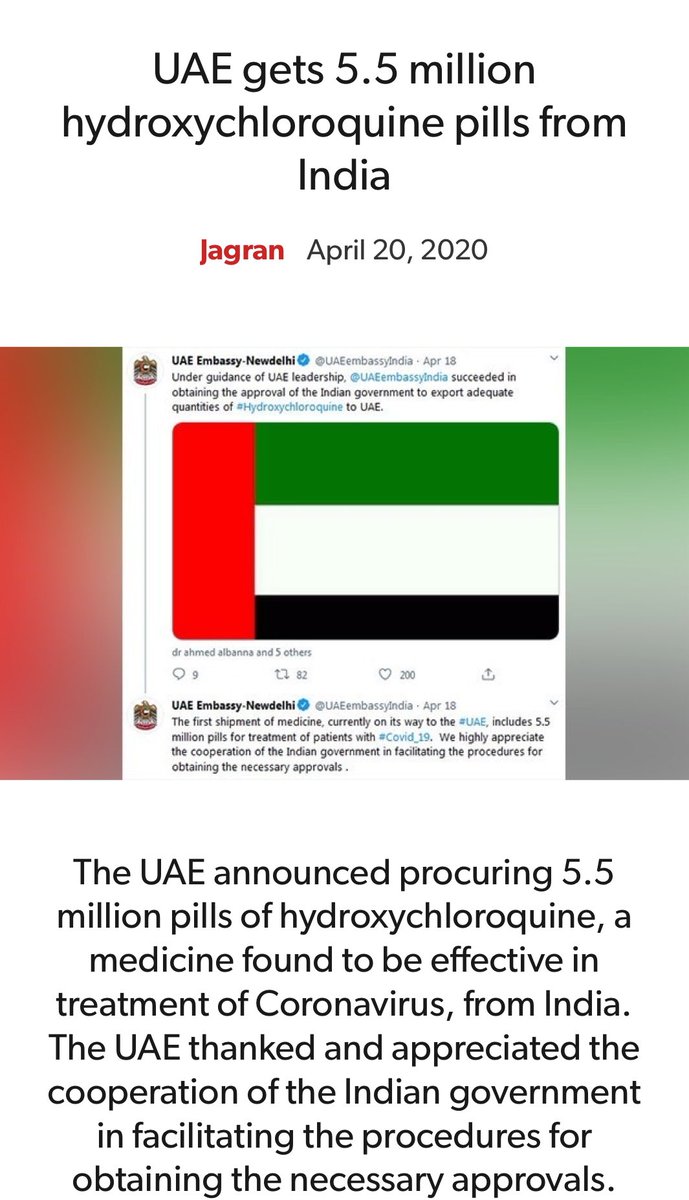 UAE gets 5.5 million
hydroxychloroquine pills from
India
Jagran April 20, 2020
UAE Embassy-Newdelhi @UAEembassyIndia · Apr 18
Under guidance of UAE leadership, @UAEembassyIndia succeeded in
obtaining the approval of the Indian government to export adequate
quantities of #Hydroxychloroquine to UAE.
dr ahmed albanna and 5 others
9 82 200
UAE Embassy-Newdelhi @UAEembassyIndia · Apr 18
The first shipment of medicine, currently on its way to the #UAE, includes 5.5
million pills for treatment of patients with #Covid_19. We highly appreciate
the cooperation of the Indian government in facilitating the procedures for
obtaining the necessary approvals .
The UAE announced procuring 5.5
million pills of hydroxychloroquine, a
medicine found to be effective in
treatment of Coronavirus, from India.
The UAE thanked and appreciated the
cooperation of the Indian government
in facilitating the procedures for
obtaining the necessary approvals.